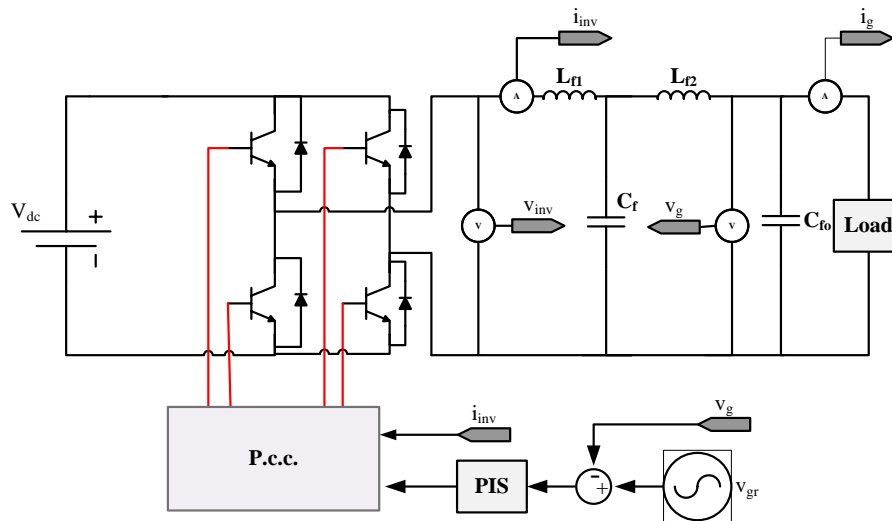 i_inv
i_g
L_f1
L_f2
A
A
V_dc
+
-
v_inv
C_f
v_g
V
V
C_fo
Load
i_inv
v_g
P.c.c.
PIS
-
+
v_gr